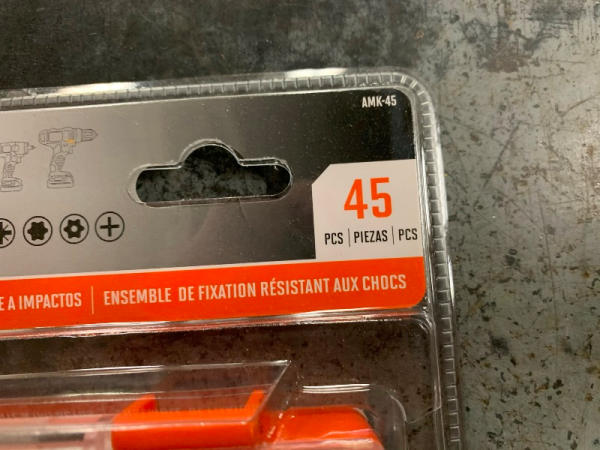 AMK-45
45
PCS | PIEZAS | PCS
A IMPACTOS | ENSEMBLE DE FIXATION RÉSISTANT AUX CHOCS